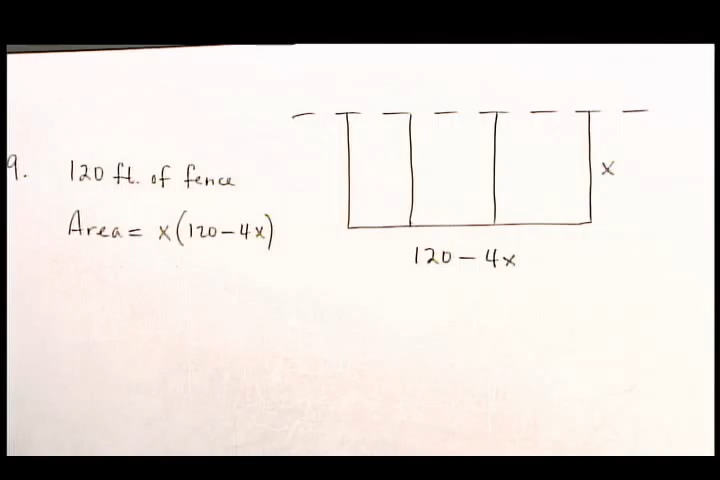 9. 120 ft. of fence
Area = x(120-4x)
x
120-4x